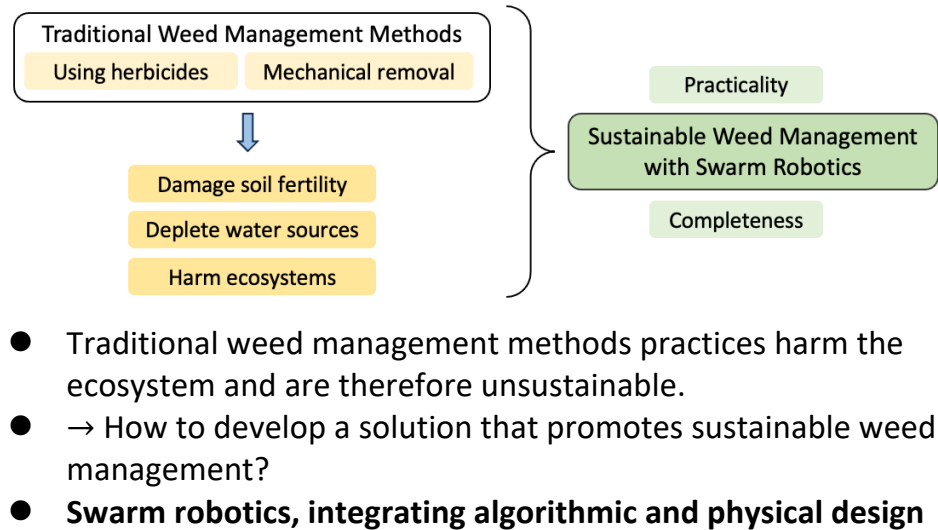 Traditional Weed Management Methods
Using herbicides
Mechanical removal
Damage soil fertility
Deplete water sources
Harm ecosystems
Practicality
Sustainable Weed Management
with Swarm Robotics
Completeness
● Traditional weed management methods practices harm the
ecosystem and are therefore unsustainable.
● → How to develop a solution that promotes sustainable weed
management?
● Swarm robotics, integrating algorithmic and physical design